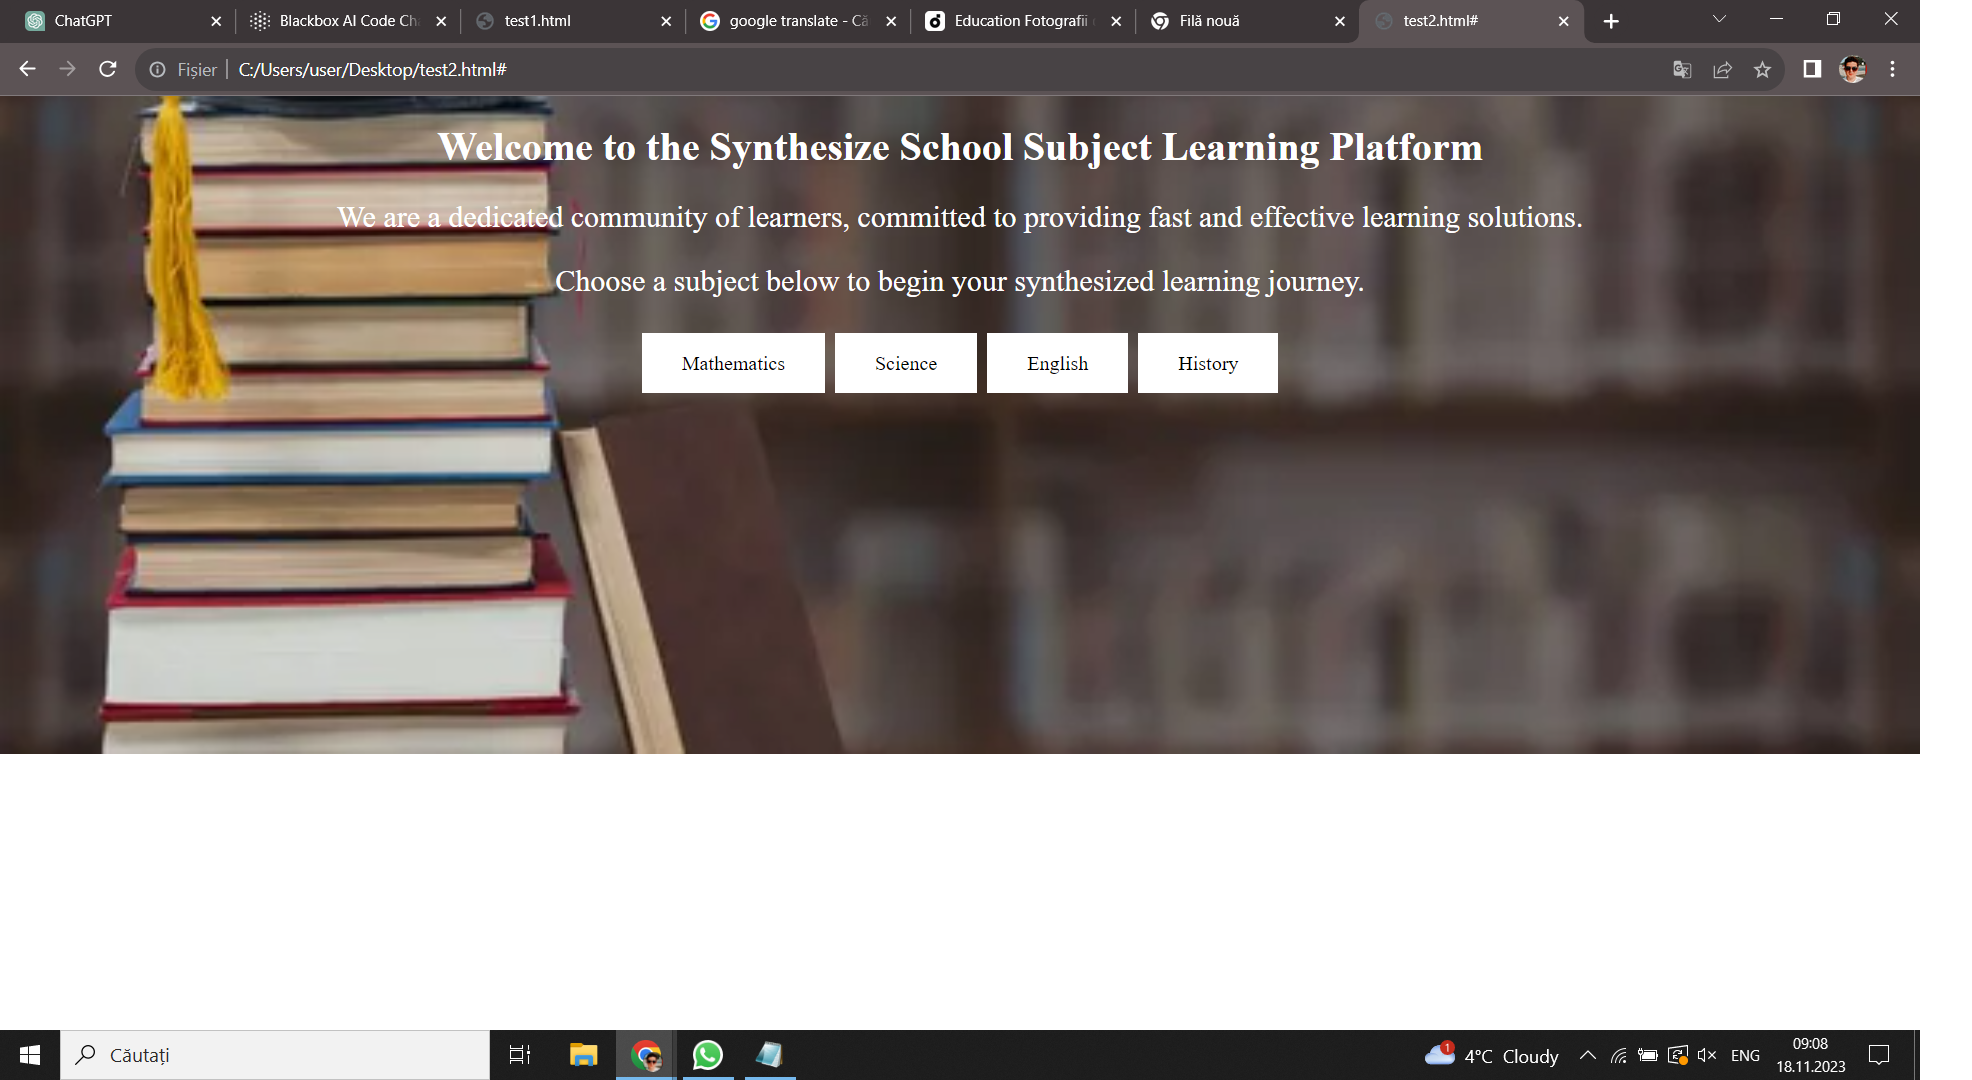 ChatGPT
Blackbox AI Code Ch
test1.html
google translate - Că
Education Fotografii
Filă nouă
test2.html#
Fișier
C:/Users/user/Desktop/test2.html#
Welcome to the Synthesize School Subject Learning Platform
We are a dedicated community of learners, committed to providing fast and effective learning solutions.
Choose a subject below to begin your synthesized learning journey.
Mathematics
Science
English
History
Căutați
1
4°C Cloudy
ENG
09:08
18.11.2023